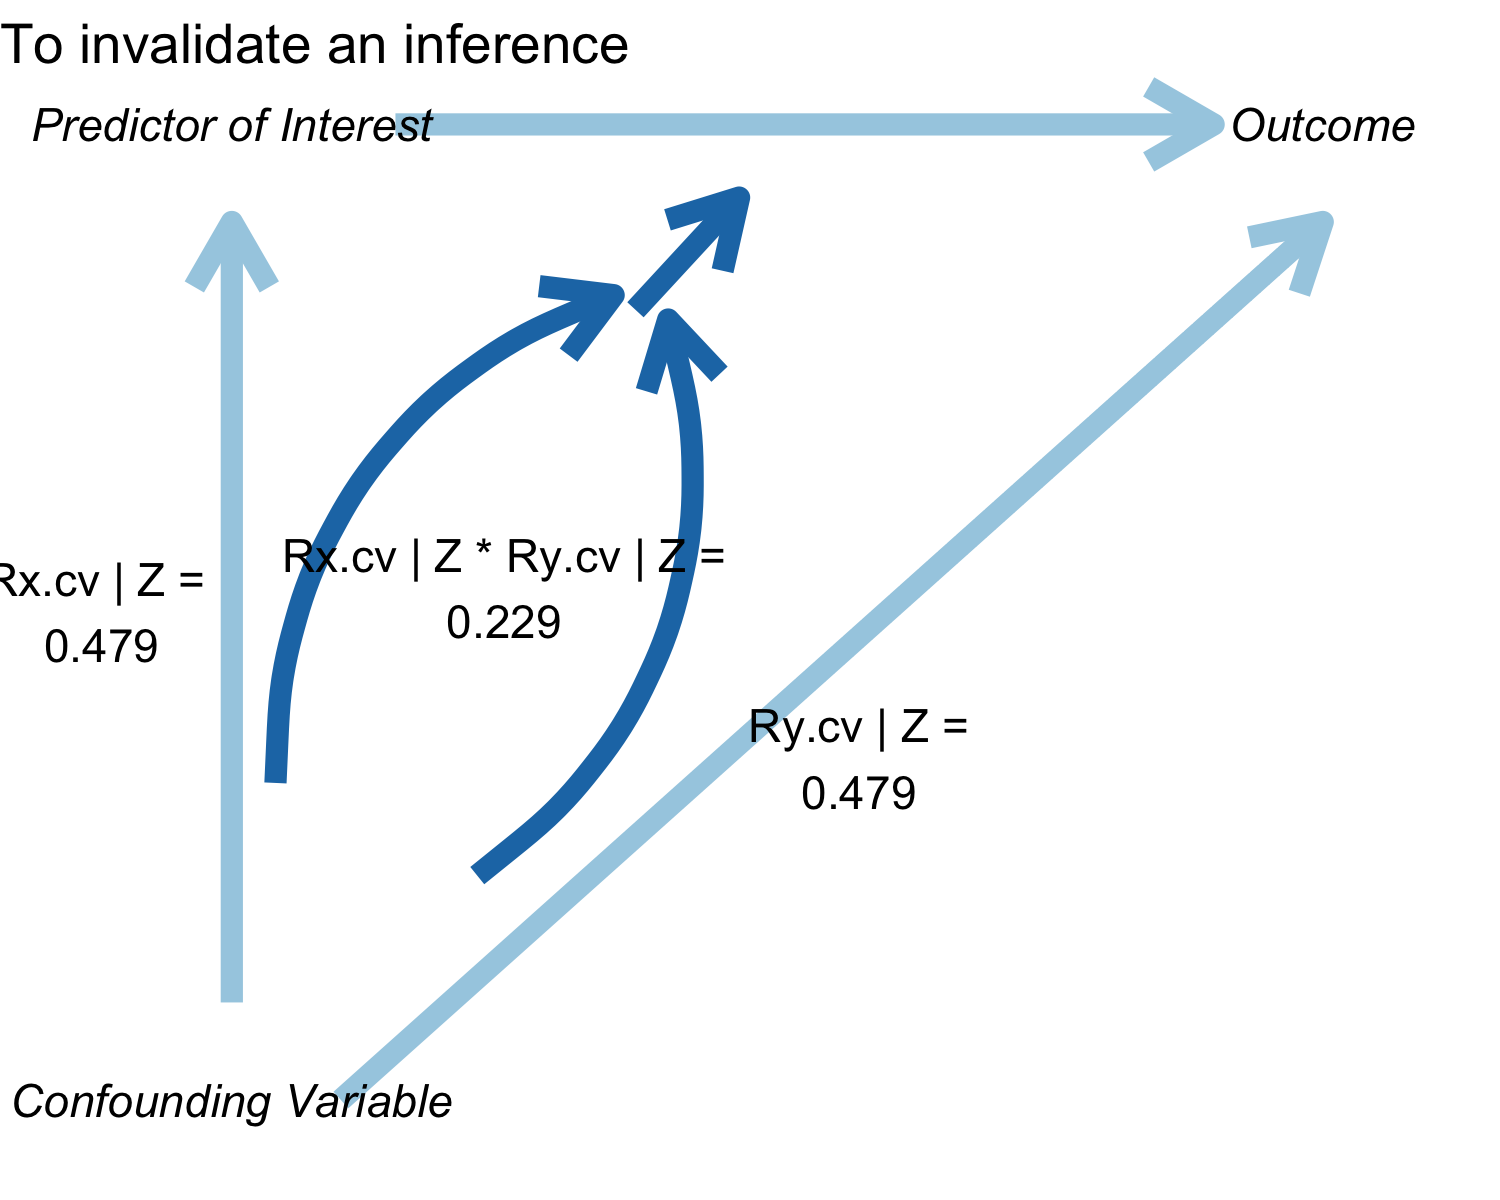 To invalidate an inference
Predictor of Interest
Outcome
Rx.cv | Z * Ry.cv | Z =
0.229
Rx.cv | Z =
0.479
Ry.cv | Z =
0.479
Confounding Variable